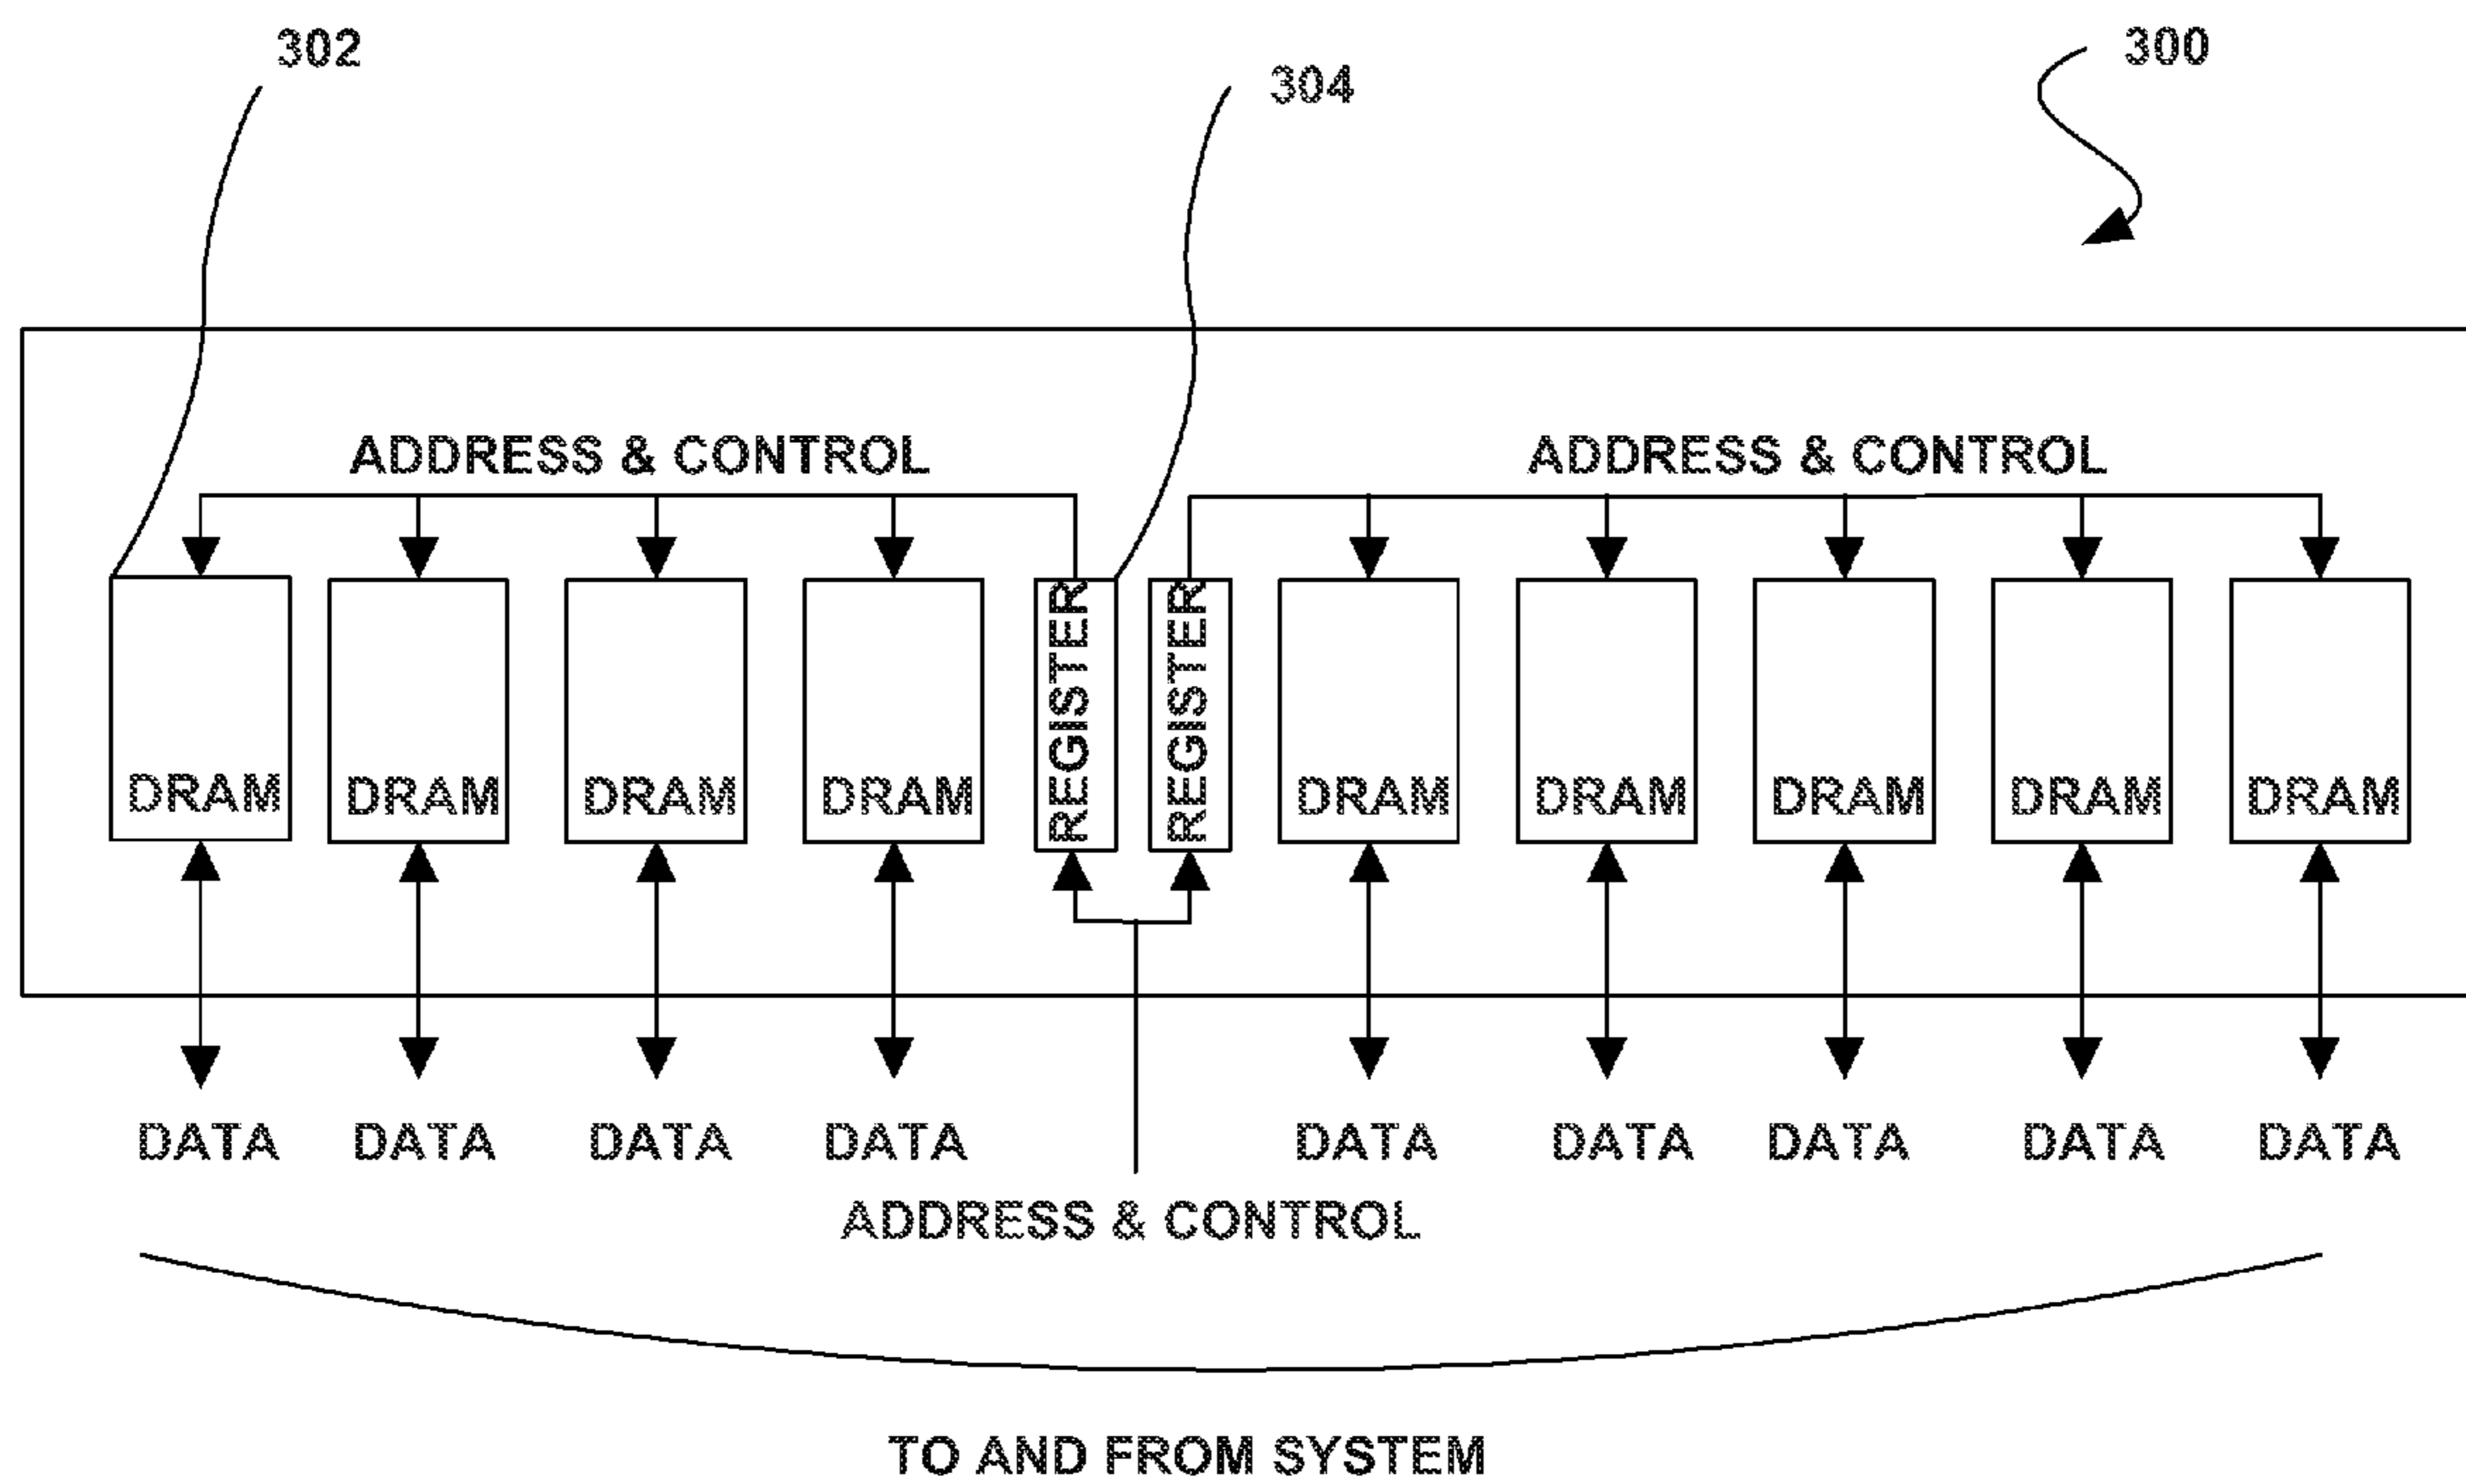 302
304
300
ADDRESS & CONTROL
ADDRESS & CONTROL
REGISTER
REGISTER
DRAM
DRAM
DRAM
DRAM
DRAM
DRAM
DRAM
DRAM
DRAM
DATA
DATA
DATA
DATA
DATA
DATA
DATA
DATA
DATA
ADDRESS & CONTROL
TO AND FROM SYSTEM